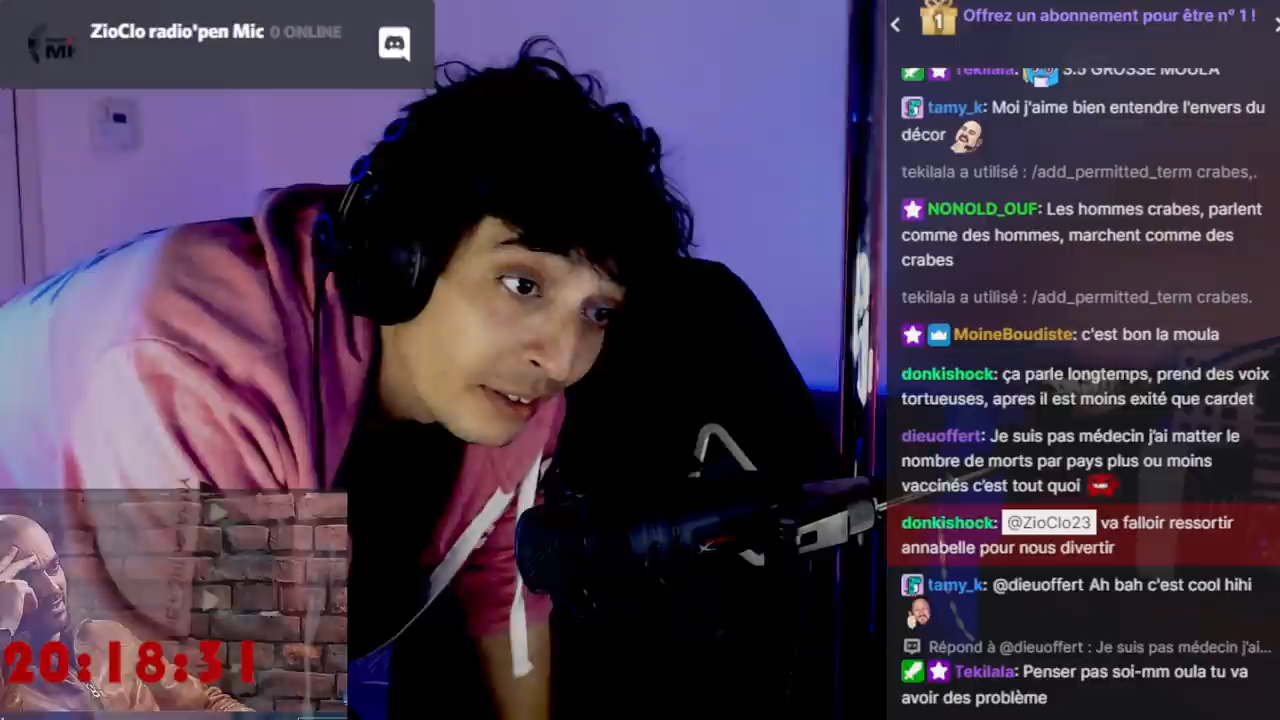 ZioClo radio'pen Mic 0 ONLINE
MI
20:18:31
Offrez un abonnement pour être n° 1 !
1
Tekilala: 3.5 GROSSE MOULA
tamy_k: Moi j'aime bien entendre l'envers du
décor
tekilala a utilisé : /add_permitted_term crabes,.
NONOLD_OUF: Les hommes crabes, parlent
comme des hommes, marchent comme des
crabes
tekilala a utilisé : /add_permitted_term crabes.
MoineBoudiste: c'est bon la moula
donkishock: ça parle longtemps, prend des voix
tortueuses, apres il est moins exité que cardet
dieuoffert: Je suis pas médecin j'ai matter le
nombre de morts par pays plus ou moins
vaccinés c'est tout quoi
donkishock: @ZioClo23 va falloir ressortir
annabelle pour nous divertir
tamy_k: @dieuoffert Ah bah c'est cool hihi
Répond à @dieuoffert : Je suis pas médecin j'ai...
Tekilala: Penser pas soi-mm oula tu va
avoir des problème